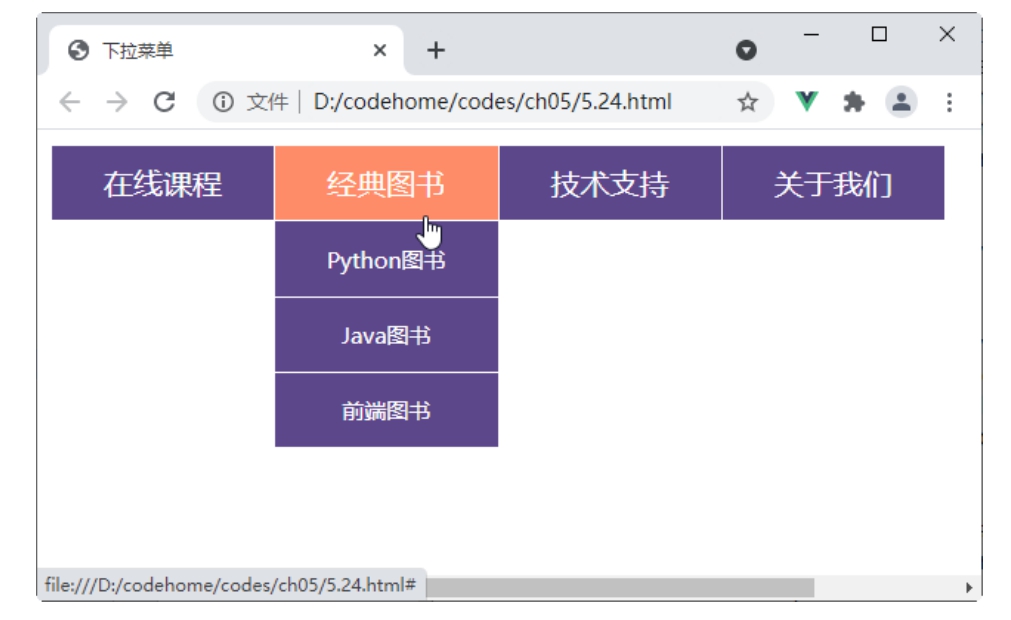 下拉菜单
文件 D:/codehome/codes/ch05/5.24.html
在线课程 经典图书 技术支持 关于我们
Python图书
Java图书
前端图书
file:///D:/codehome/codes/ch05/5.24.html#